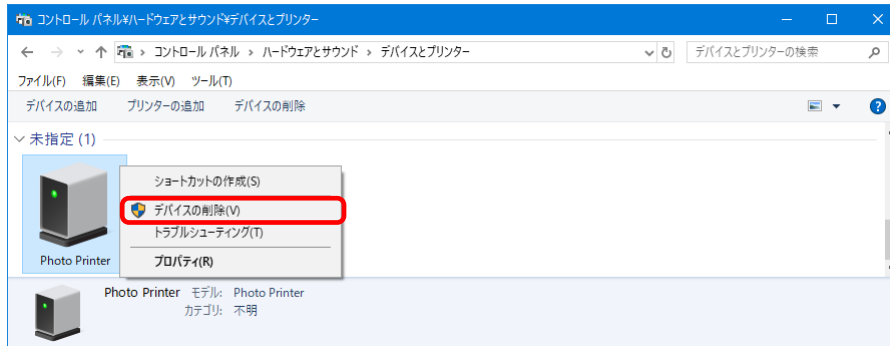 コントロール パネル¥ハードウェアとサウンド¥デバイスとプリンター
コントロール パネル › ハードウェアとサウンド › デバイスとプリンター
デバイスとプリンターの検索
ファイル(F) 編集(E) 表示(V) ツール(T)
デバイスの追加 プリンターの追加 デバイスの削除
未指定 (1)
ショートカットの作成(S)
デバイスの削除(V)
トラブルシューティング(T)
プロパティ(R)
Photo Printer
Photo Printer モデル: Photo Printer
カテゴリ: 不明